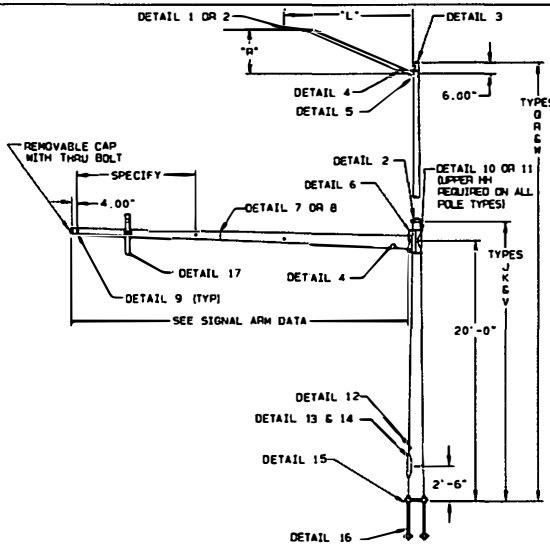 DETAIL 1 OR 2
"L"
DETAIL 3
"R"
DETAIL 4
DETAIL 5
6.00"
TYPES
Q R & W
REMOVABLE CAP
WITH THRU BOLT
SPECIFY
4.00"
DETAIL 2
DETAIL 6
DETAIL 10 OR 11
(UPPER HH
REQUIRED ON ALL
POLE TYPES)
DETAIL 7 OR 8
TYPES
J K & V
DETAIL 17
DETAIL 4
DETAIL 9 (TYP)
SEE SIGNAL ARM DATA
20'-0"
DETAIL 12
DETAIL 13 & 14
DETAIL 15
2'-6"
DETAIL 16